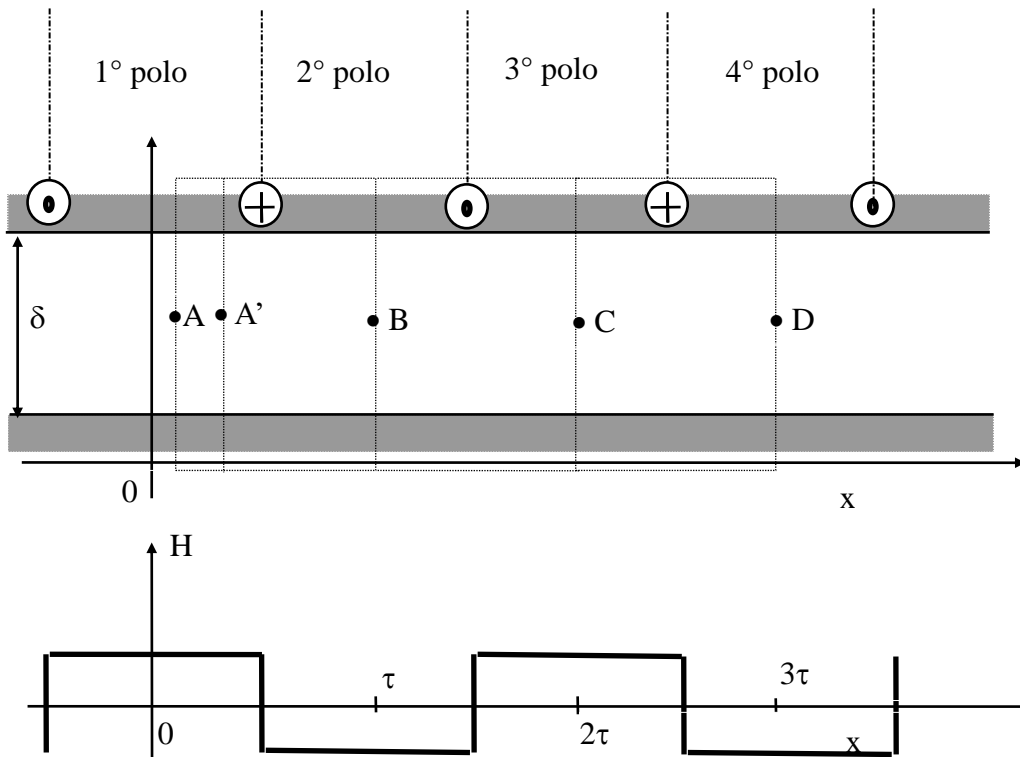 1° polo 2° polo 3° polo 4° polo
δ
A A’ B C D
0 x
H
τ 3τ
0 2τ x